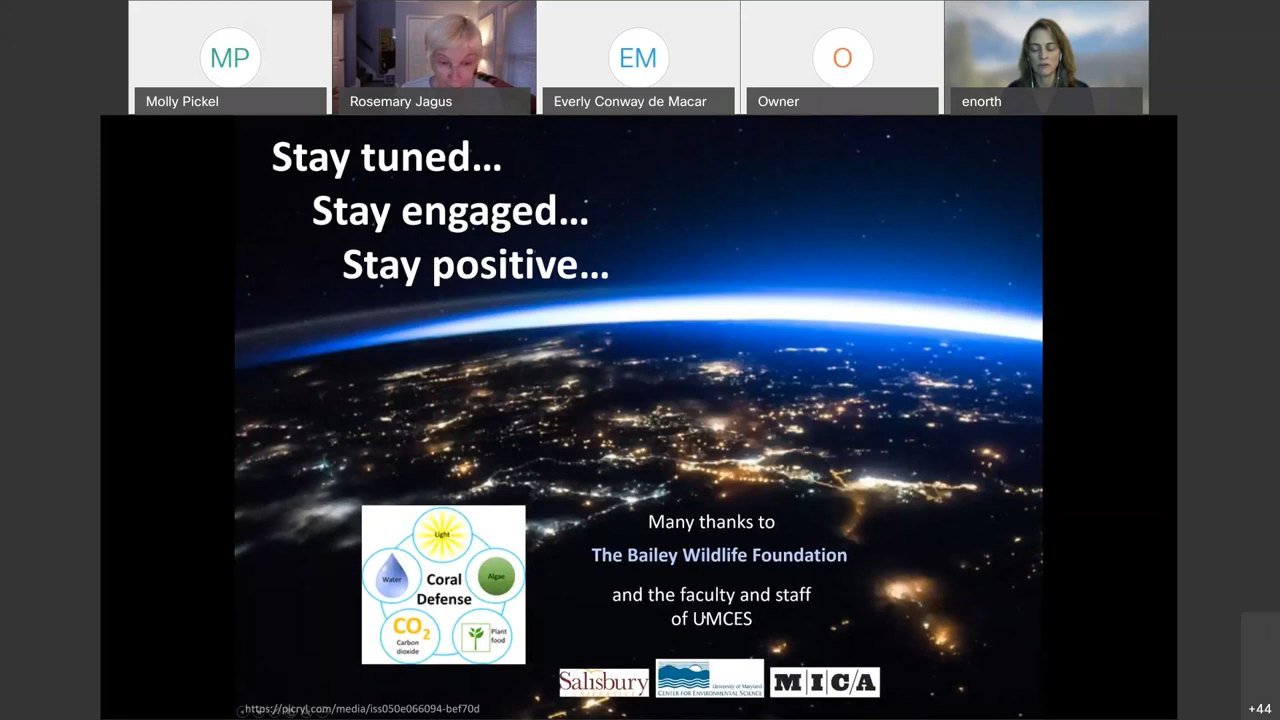 MP
EM
O
Molly Pickel
Rosemary Jagus
Everly Conway de Macar
Owner
enorth
Stay tuned…
Stay engaged…
Stay positive…
Light
Water
Algae
Coral
Defense
CO2
Carbon
dioxide
Plant
food
Many thanks to
The Bailey Wildlife Foundation
and the faculty and staff
of UMCES
Salisbury
University of Maryland
CENTER FOR ENVIRONMENTAL SCIENCE
M|I|C/A
https://picryl.com/media/iss050e066094-bef70d
+44